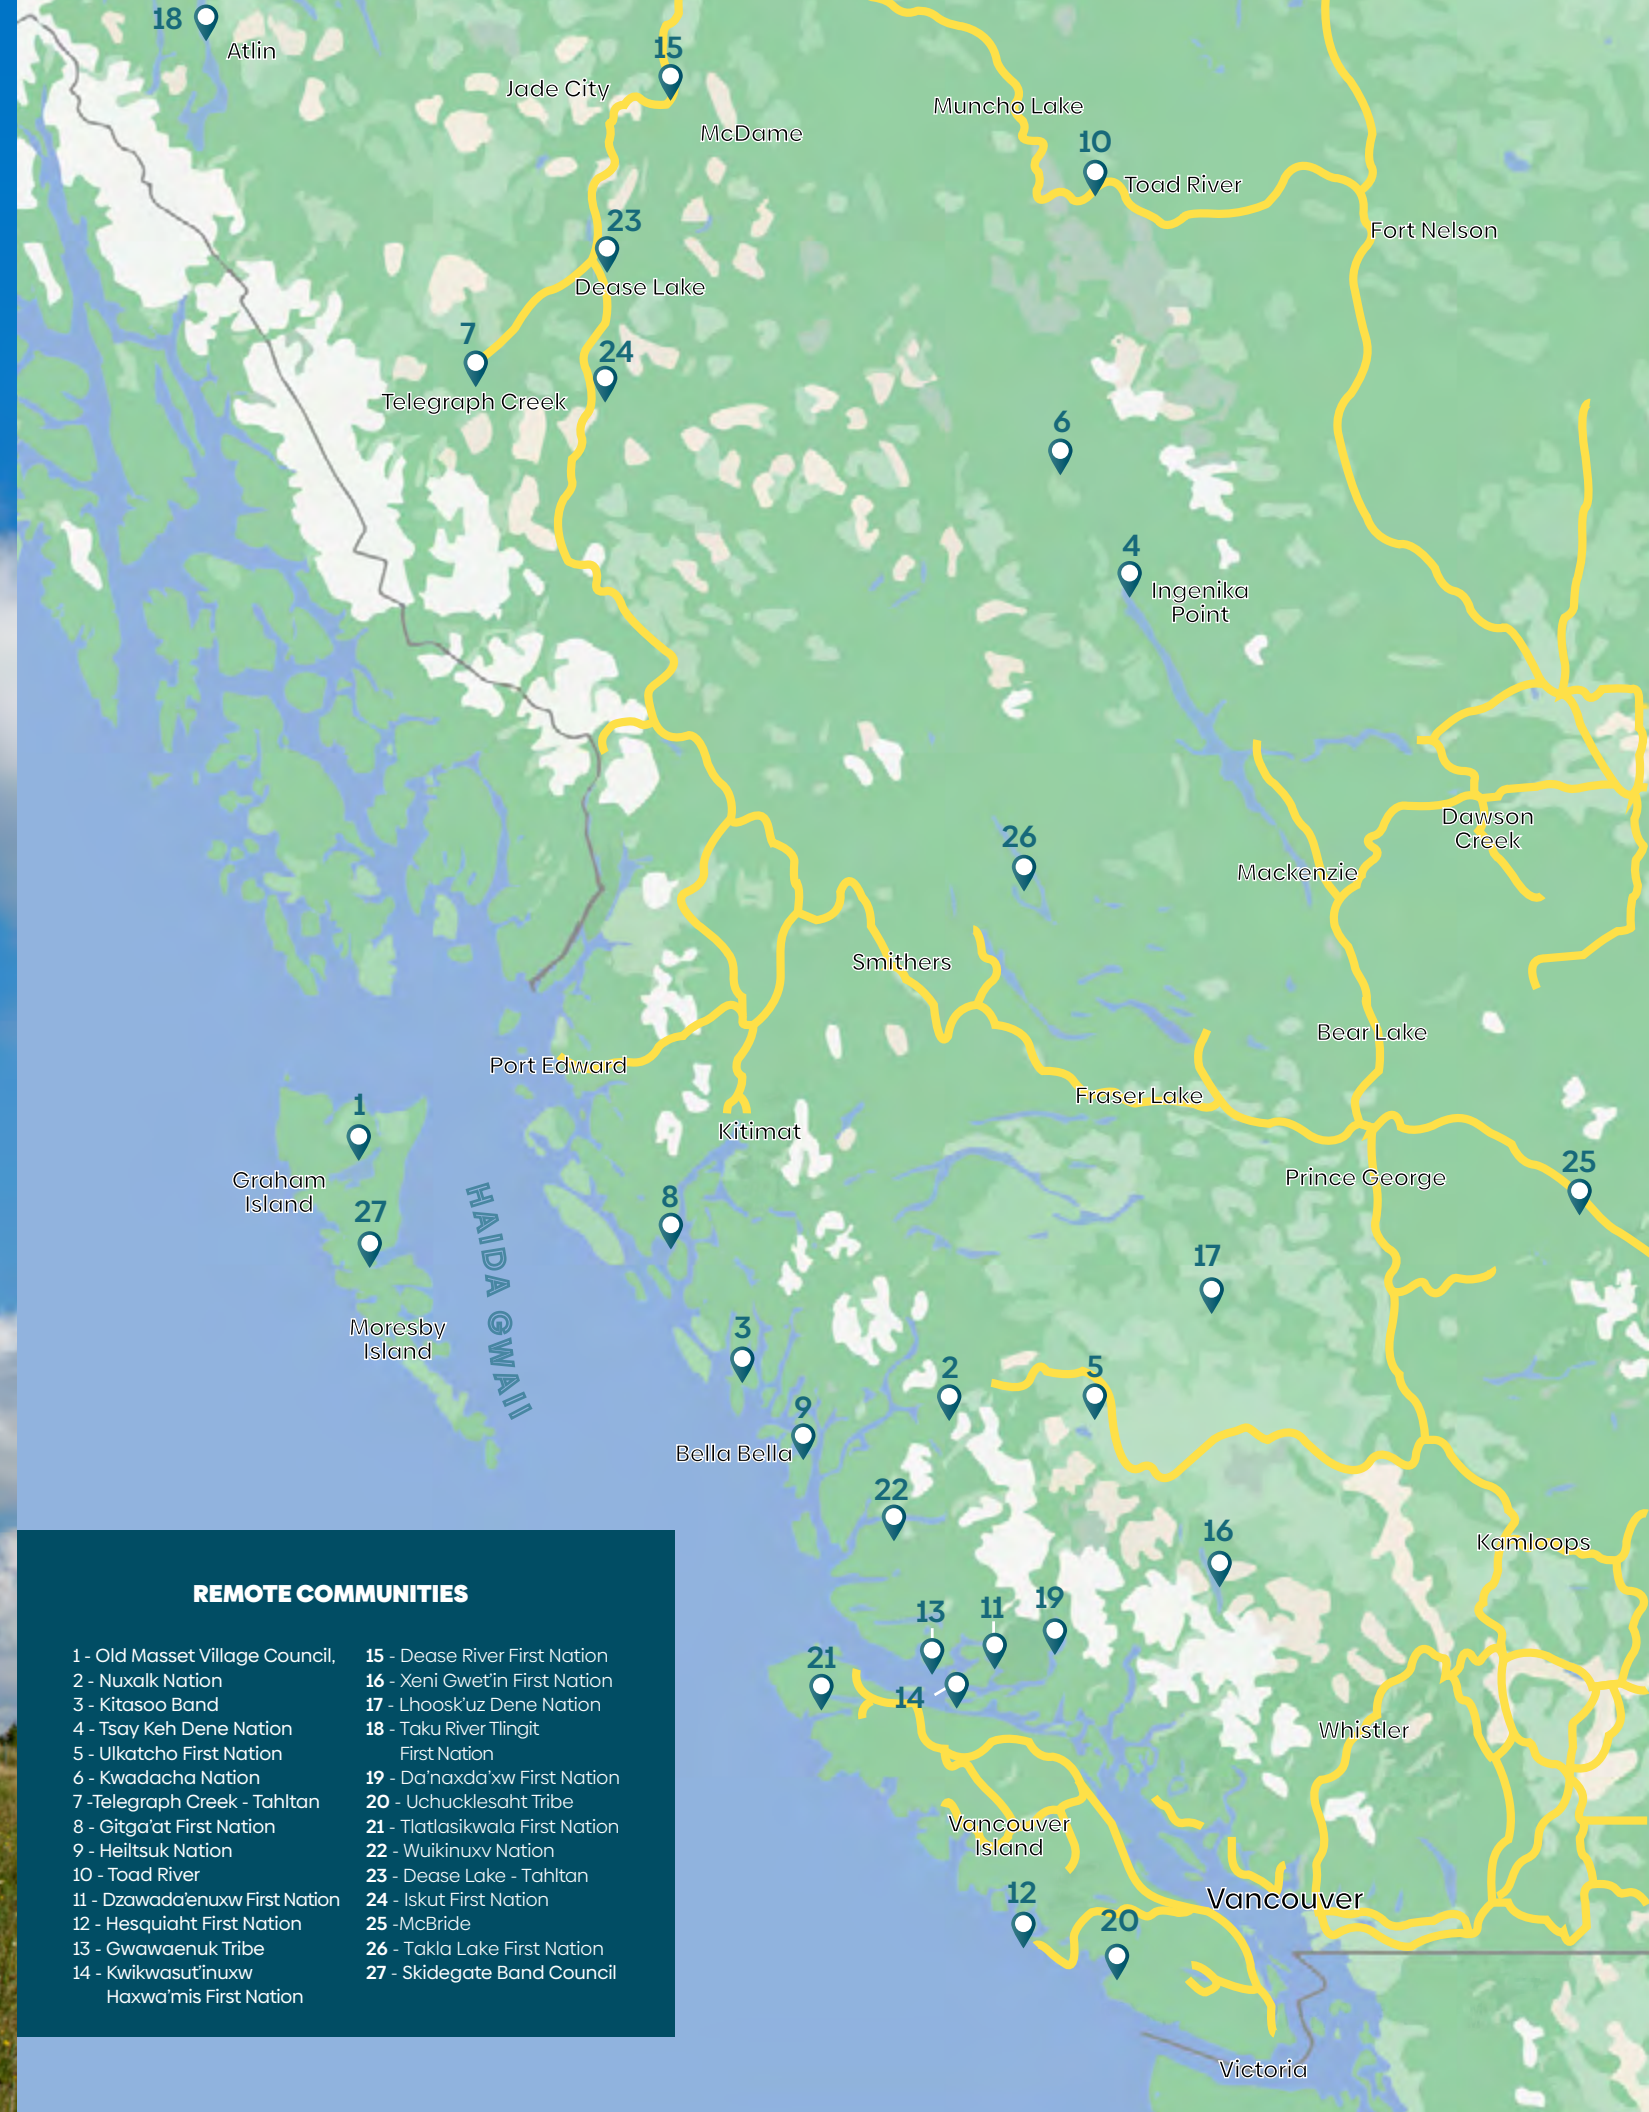 18
Atlin
15
Jade City
McDame
Muncho Lake
10
Toad River
Fort Nelson
23
Dease Lake
7
Telegraph Creek
24
6
4
Ingenika
Point
Dawson
Creek
26
Mackenzie
Smithers
Bear Lake
Port Edward
Fraser Lake
Kitimat
1
Graham
Island
27
HAIDA GWAII
8
Prince George
25
17
Moresby
Island
3
2
5
9
Bella Bella
22
16
Kamloops
13
11
19
21
14
Whistler
Vancouver
Island
12
20
Vancouver
Victoria
REMOTE COMMUNITIES
1 - Old Masset Village Council,
2 - Nuxalk Nation
3 - Kitasoo Band
4 - Tsay Keh Dene Nation
5 - Ulkatcho First Nation
6 - Kwadacha Nation
7 -Telegraph Creek - Tahltan
8 - Gitga'at First Nation
9 - Heiltsuk Nation
10 - Toad River
11 - Dzawada'enuxw First Nation
12 - Hesquiaht First Nation
13 - Gwawaenuk Tribe
14 - Kwikwasut'inuxw
Haxwa'mis First Nation
15 - Dease River First Nation
16 - Xeni Gwet'in First Nation
17 - Lhoosk'uz Dene Nation
18 - Taku River Tlingit
First Nation
19 - Da'naxda'xw First Nation
20 - Uchucklesaht Tribe
21 - Tlatlasikwala First Nation
22 - Wuikinuxv Nation
23 - Dease Lake - Tahltan
24 - Iskut First Nation
25 -McBride
26 - Takla Lake First Nation
27 - Skidegate Band Council